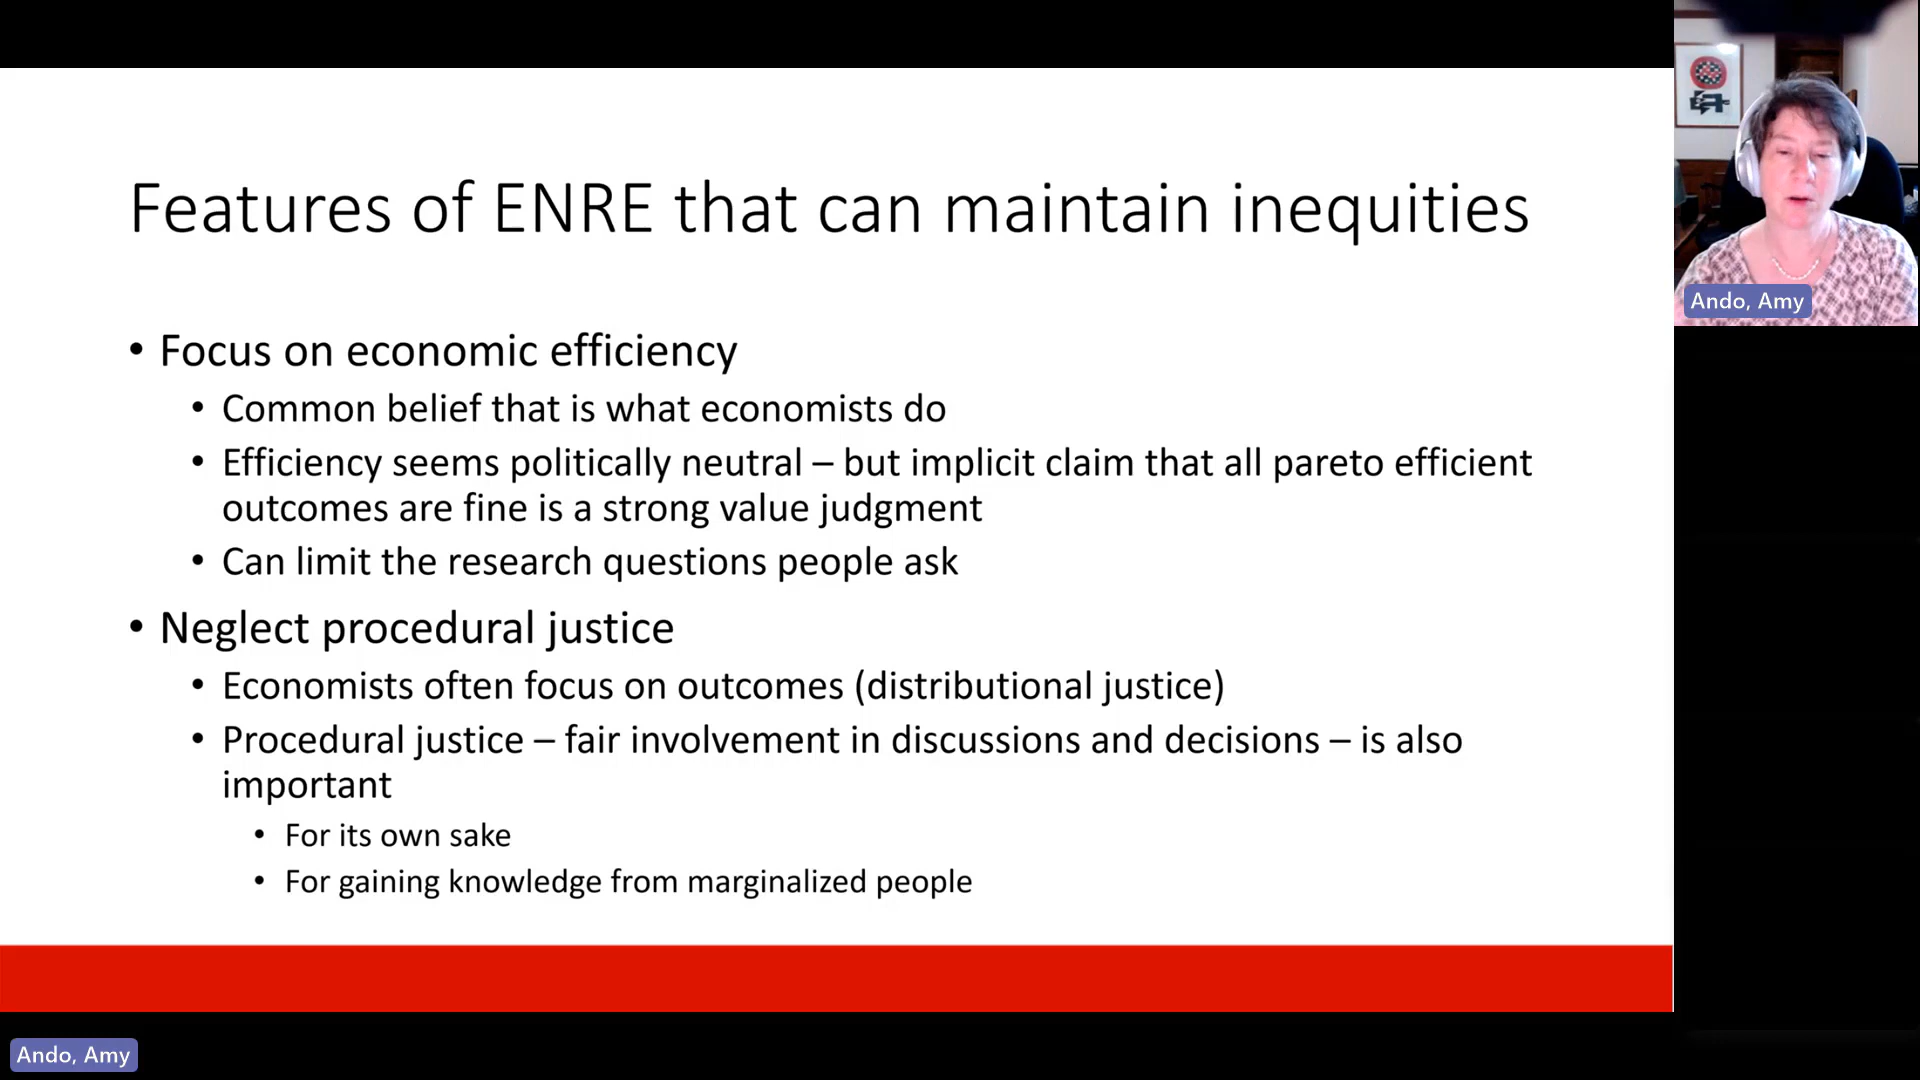 Features of ENRE that can maintain inequities
• Focus on economic efficiency
• Common belief that is what economists do
• Efficiency seems politically neutral – but implicit claim that all pareto efficient
outcomes are fine is a strong value judgment
• Can limit the research questions people ask
• Neglect procedural justice
• Economists often focus on outcomes (distributional justice)
• Procedural justice – fair involvement in discussions and decisions – is also
important
• For its own sake
• For gaining knowledge from marginalized people
Ando, Amy
Ando, Amy